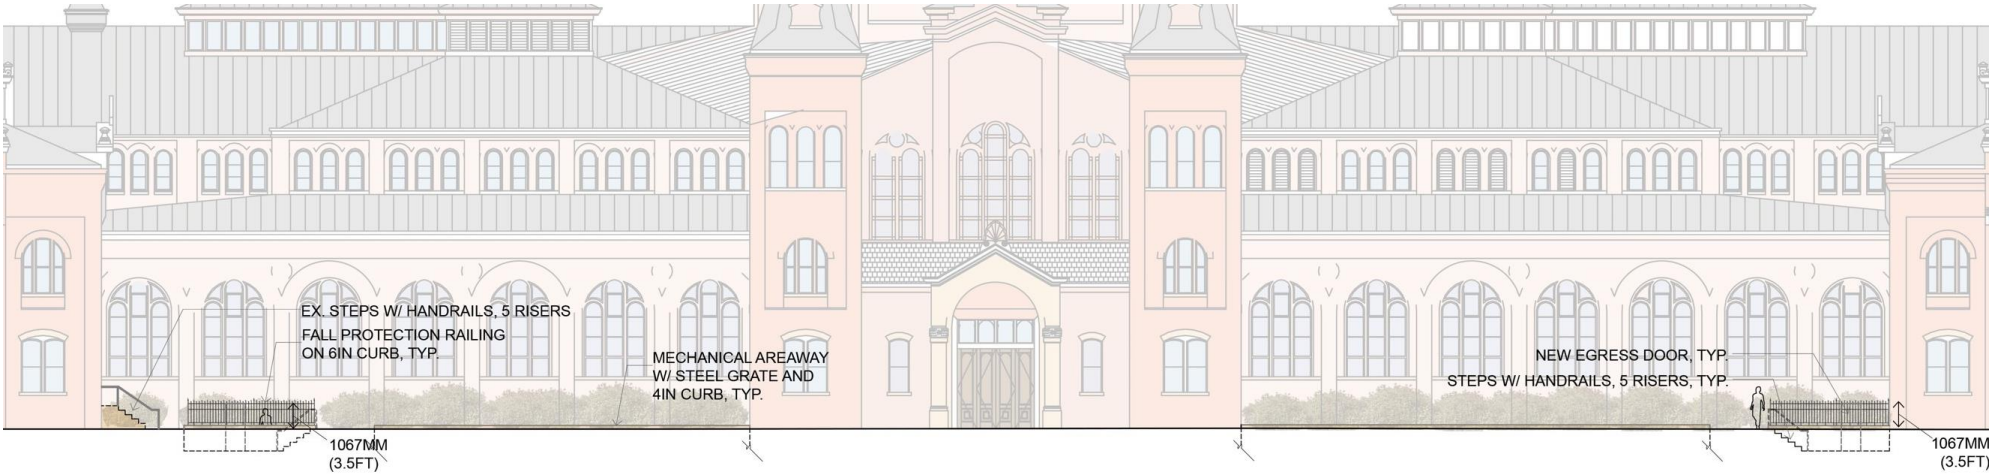 EX. STEPS W/ HANDRAILS, 5 RISERS
FALL PROTECTION RAILING
ON 6IN CURB, TYP.
MECHANICAL AREAWAY
W/ STEEL GRATE AND
4IN CURB, TYP.
NEW EGRESS DOOR, TYP.
STEPS W/ HANDRAILS, 5 RISERS, TYP.
1067MM
(3.5FT)
1067MM
(3.5FT)